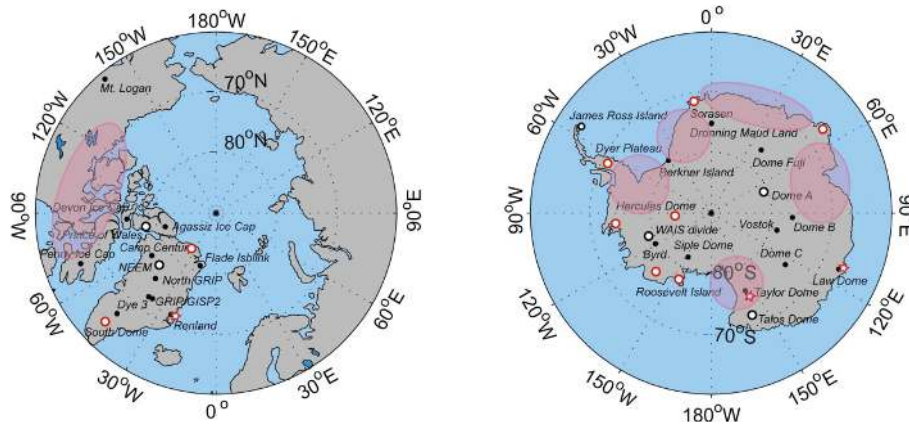 180°W
150°W
150°E
Mt. Logan
70°N
120°W
120°E
80°N
Devon Ice Cap
Prince of Wales
Agassiz Ice Cap
90°W
90°E
Penny Ice Cap
Camp Century
NEEM
Flade Isblink
North GRIP
GRIP/GISP2
Dye 3
South Dome
Renland
60°W
60°E
30°W
30°E
0°
0°
30°W
30°E
60°W
60°E
James Ross Island
Sorasen
Dronning Maud Land
Dyer Plateau
Dome Fuji
Berkner Island
Dome A
Hercules Dome
90°W
90°E
WAIS divide
Vostok
Dome B
Byrd
Siple Dome
Dome C
80°S
Law Dome
Roosevelt Island
Taylor Dome
Talos Dome
120°W
120°E
70°S
150°W
150°E
180°W